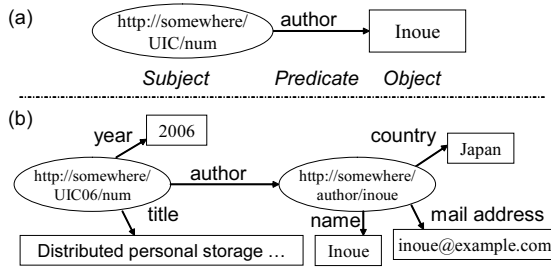 (a)
http://somewhere/
UIC/num
author
Inoue
Subject
Predicate
Object
(b)
year
2006
country
Japan
http://somewhere/
UIC06/num
author
http://somewhere/
author/inoue
title
name
mail address
Distributed personal storage …
Inoue
inoue@example.com